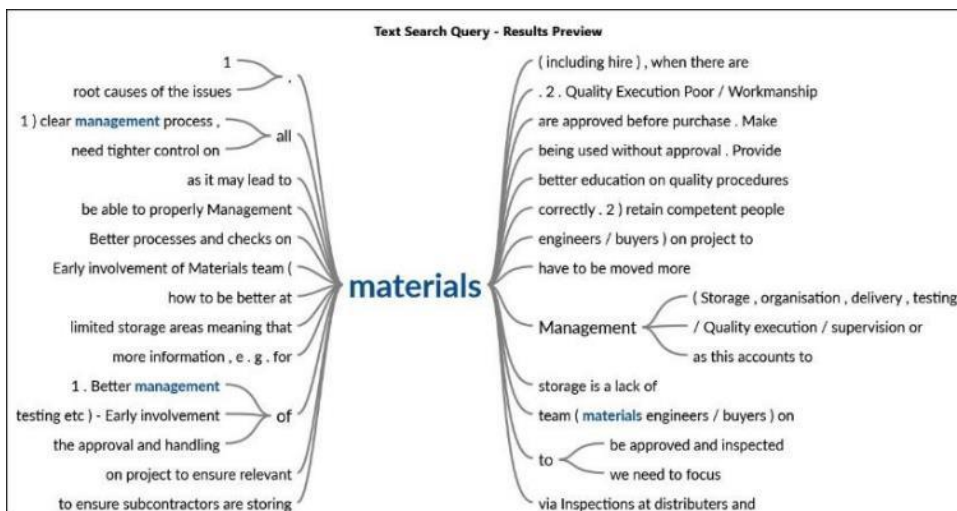 Text Search Query - Results Preview
1
.
root causes of the issues
1 ) clear management process ,
all
need tighter control on
as it may lead to
be able to properly Management
Better processes and checks on
Early involvement of Materials team (
how to be better at
limited storage areas meaning that
more information , e . g . for
1 . Better management
testing etc ) - Early involvement
of
the approval and handling
on project to ensure relevant
to ensure subcontractors are storing
materials
( including hire ) , when there are
. 2 . Quality Execution Poor / Workmanship
are approved before purchase . Make
being used without approval . Provide
better education on quality procedures
correctly . 2 ) retain competent people
engineers / buyers ) on project to
have to be moved more
Management
( Storage , organisation , delivery , testing
/ Quality execution / supervision or
as this accounts to
storage is a lack of
team ( materials engineers / buyers ) on
to
be approved and inspected
we need to focus
via Inspections at distributers and